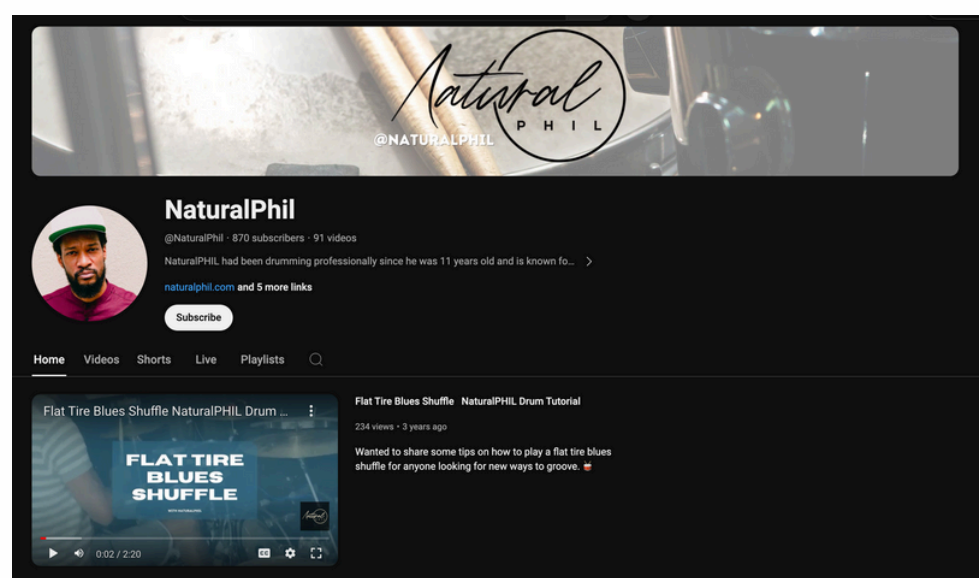 Natural
PHIL
@NATURALPHIL
NaturalPhil
@NaturalPhil · 870 subscribers · 91 videos
NaturalPHIL had been drumming professionally since he was 11 years old and is known fo...
naturalphil.com and 5 more links
Subscribe
Home Videos Shorts Live Playlists
Flat Tire Blues Shuffle NaturalPHIL Drum ...
FLAT TIRE
BLUES
SHUFFLE
WITH NATURALPHIL
Natural
0:02 / 2:20
CC
Flat Tire Blues Shuffle NaturalPHIL Drum Tutorial
234 views • 3 years ago
Wanted to share some tips on how to play a flat tire blues
shuffle for anyone looking for new ways to groove. 🥁